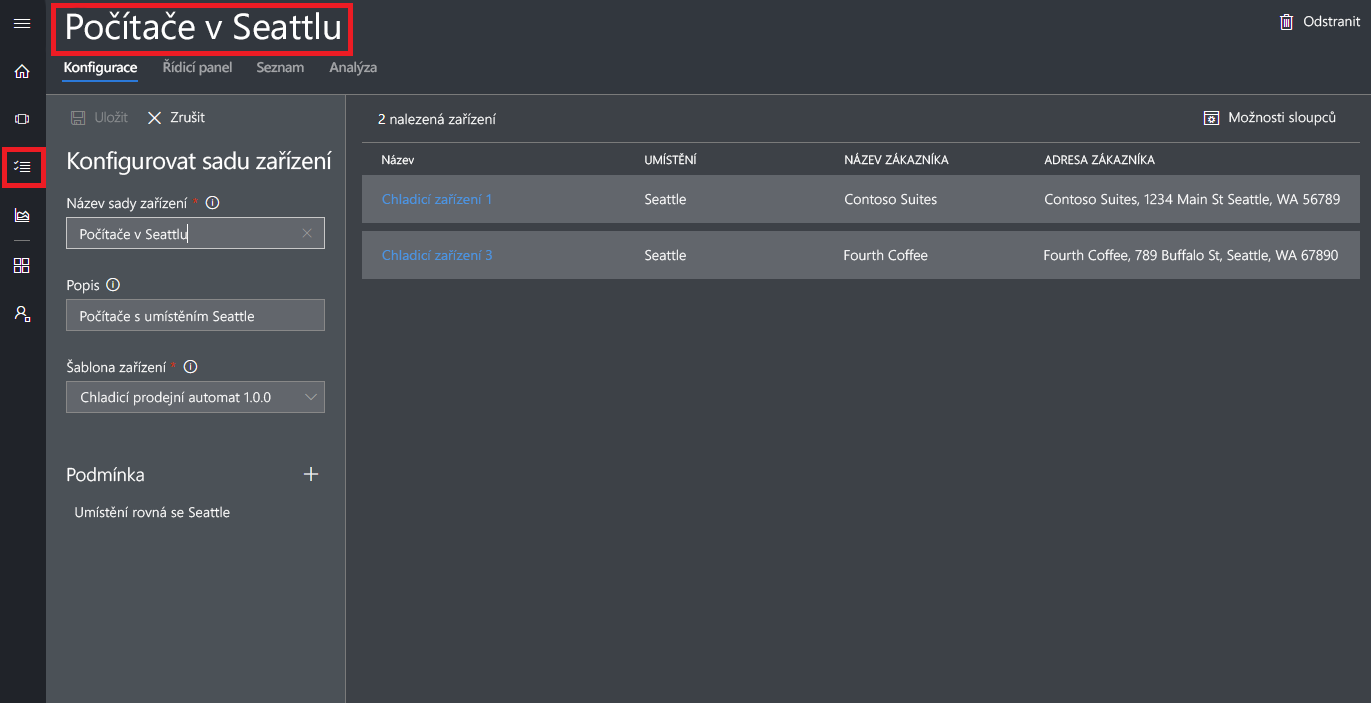 Počítače v Seattlu
Odstranit
Konfigurace Řídicí panel Seznam Analýza
Uložit Zrušit
Konfigurovat sadu zařízení
Název sady zařízení *
Počítače v Seattlu
Popis
Počítače s umístěním Seattle
Šablona zařízení *
Chladicí prodejní automat 1.0.0
Podmínka
Umístění rovná se Seattle
2 nalezená zařízení
Možnosti sloupců
Název UMÍSTĚNÍ NÁZEV ZÁKAZNÍKA ADRESA ZÁKAZNÍKA
Chladicí zařízení 1 Seattle Contoso Suites Contoso Suites, 1234 Main St Seattle, WA 56789
Chladicí zařízení 3 Seattle Fourth Coffee Fourth Coffee, 789 Buffalo St, Seattle, WA 67890